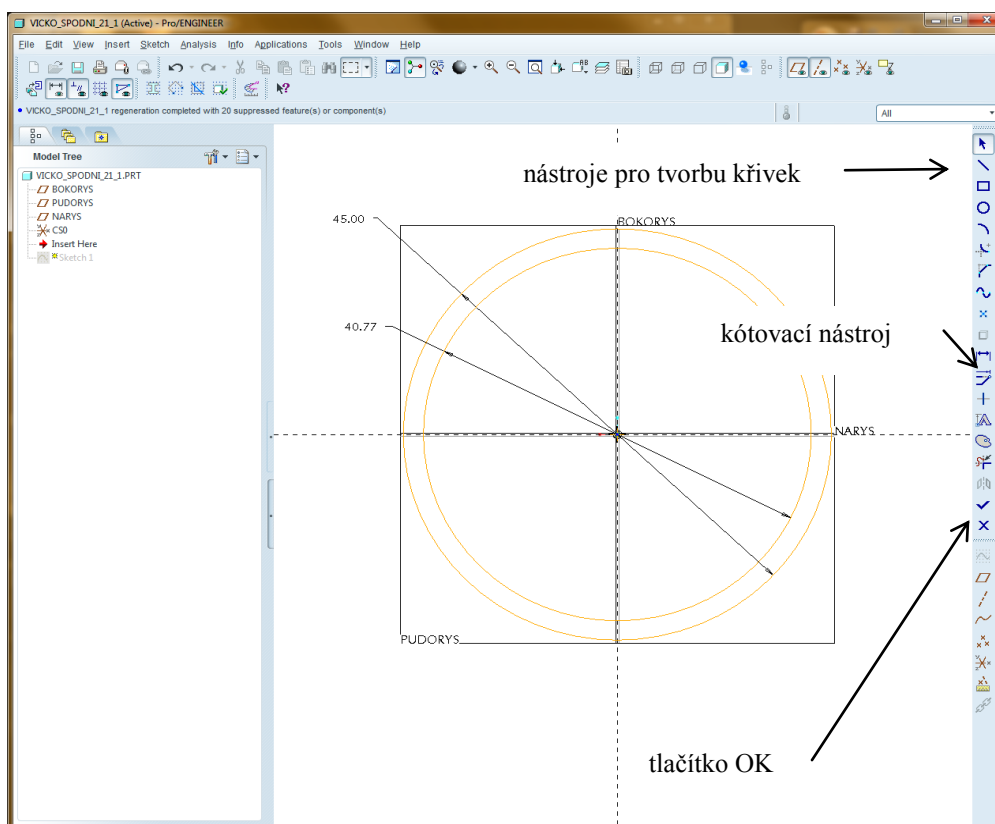 VICKO_SPODNI_21_1 (Active) - Pro/ENGINEER
File Edit View Insert Sketch Analysis Info Applications Tools Window Help
VICKO_SPODNI_21_1 regeneration completed with 20 suppressed feature(s) or component(s)
All
Model Tree
VICKO_SPODNI_21_1.PRT
BOKORYS
PUDORYS
NARYS
CS0
Insert Here
Sketch 1
nástroje pro tvorbu křivek
45.00
BOKORYS
40.77
kótovací nástroj
NARYS
PUDORYS
tlačítko OK